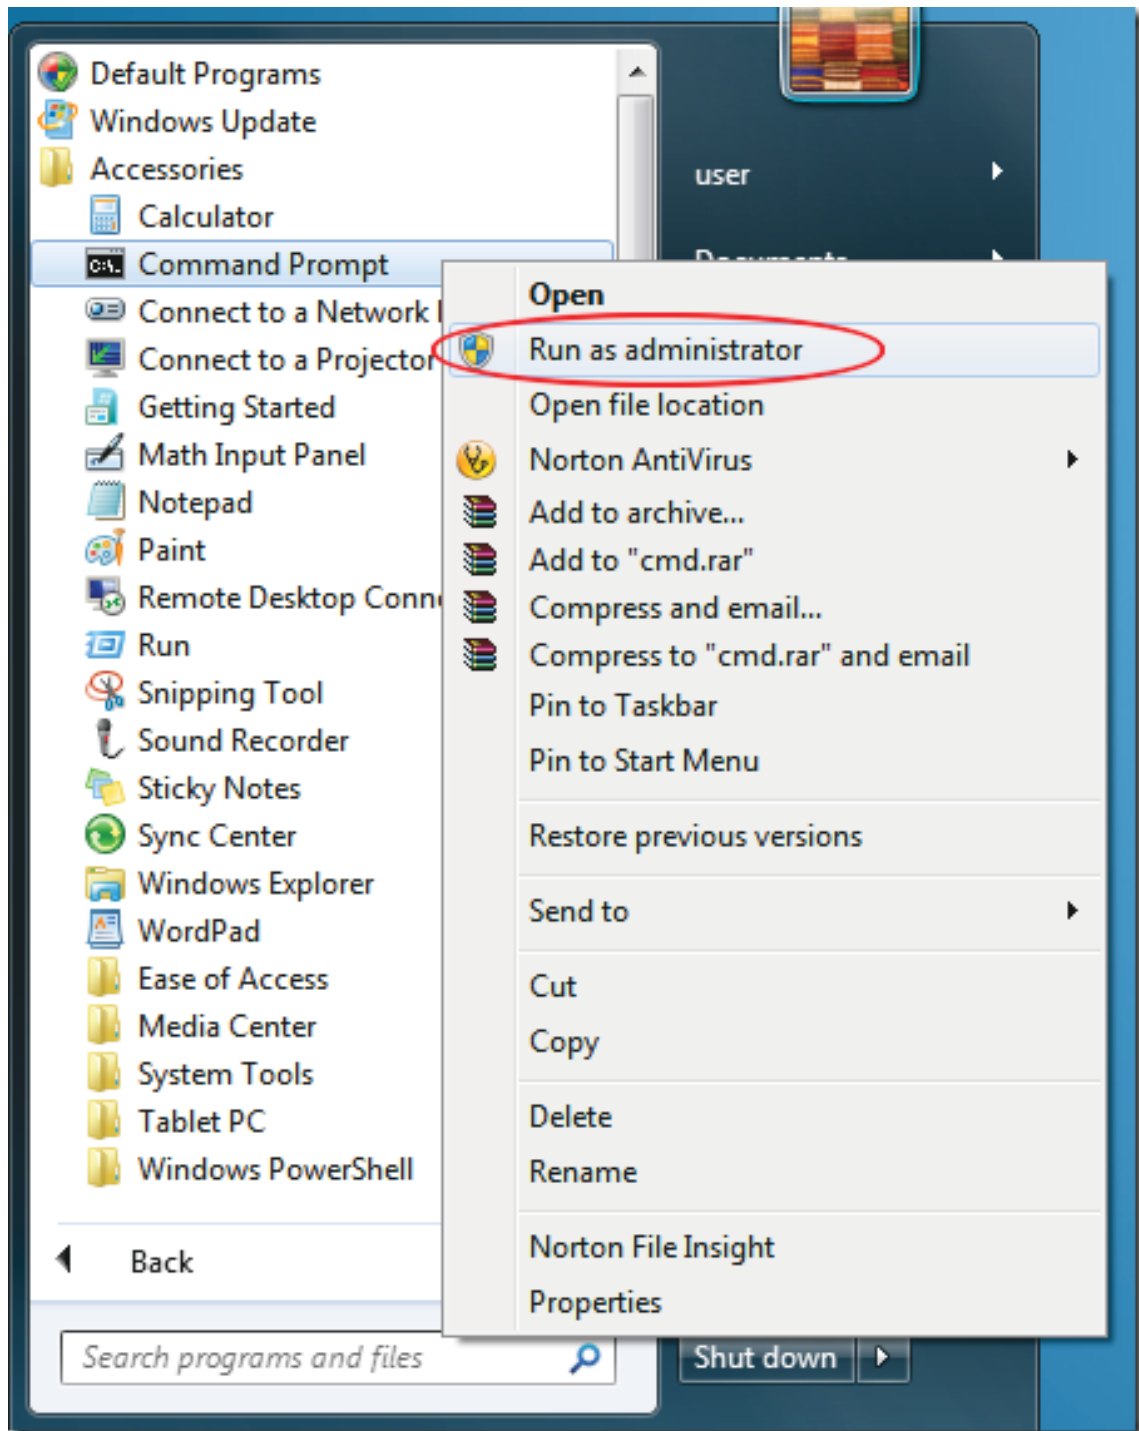 Default Programs
Windows Update
Accessories
Calculator
Command Prompt
Connect to a Network
Connect to a Projector
Getting Started
Math Input Panel
Notepad
Paint
Remote Desktop Conn
Run
Snipping Tool
Sound Recorder
Sticky Notes
Sync Center
Windows Explorer
WordPad
Ease of Access
Media Center
System Tools
Tablet PC
Windows PowerShell
Back
Search programs and files
user
Documents
Open
Run as administrator
Open file location
Norton AntiVirus
Add to archive...
Add to "cmd.rar"
Compress and email...
Compress to "cmd.rar" and email
Pin to Taskbar
Pin to Start Menu
Restore previous versions
Send to
Cut
Copy
Delete
Rename
Norton File Insight
Properties
Shut down